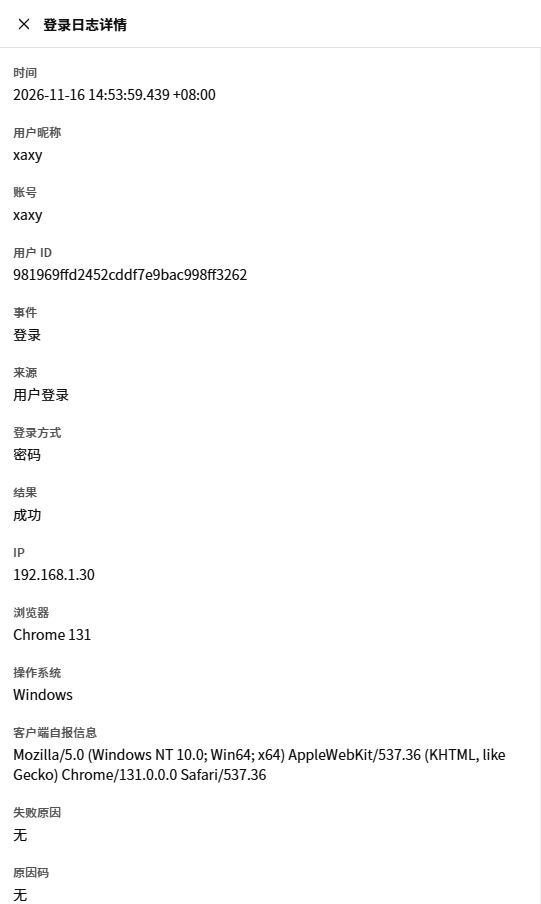 登录日志详情
时间
2026-11-16 14:53:59.439 +08:00
用户昵称
xaxy
账号
xaxy
用户 ID
981969ffd2452cddf7e9bac998ff3262
事件
登录
来源
用户登录
登录方式
密码
结果
成功
IP
192.168.1.30
浏览器
Chrome 131
操作系统
Windows
客户端自报信息
Mozilla/5.0 (Windows NT 10.0; Win64; x64) AppleWebKit/537.36 (KHTML, like
Gecko) Chrome/131.0.0.0 Safari/537.36
失败原因
无
原因码
无